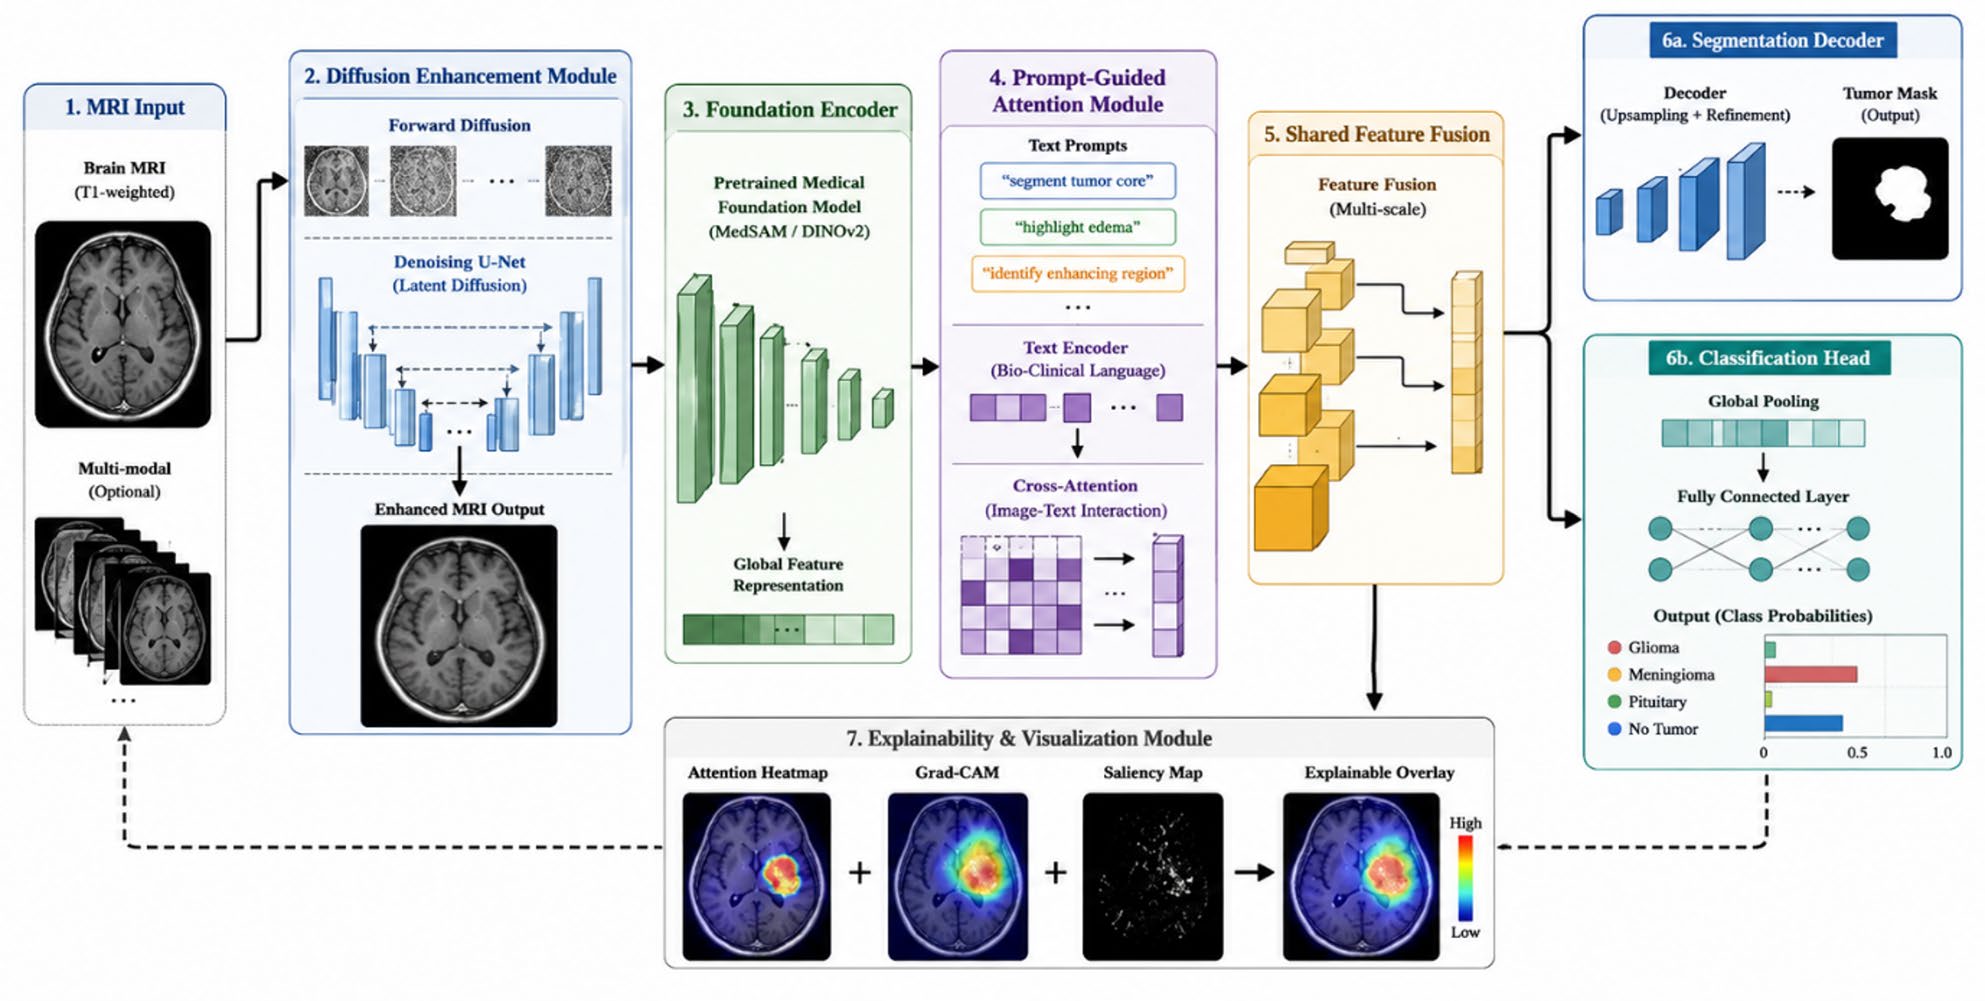 1. MRI Input
Brain MRI
(T1-weighted)
Multi-modal
(Optional)
...
2. Diffusion Enhancement Module
Forward Diffusion
...
Denoising U-Net
(Latent Diffusion)
...
Enhanced MRI Output
3. Foundation Encoder
Pretrained Medical
Foundation Model
(MedSAM / DINOv2)
...
Global Feature
Representation
...
4. Prompt-Guided
Attention Module
Text Prompts
“segment tumor core”
“highlight edema”
“identify enhancing region”
...
Text Encoder
(Bio-Clinical Language)
...
Cross-Attention
(Image-Text Interaction)
...
5. Shared Feature Fusion
Feature Fusion
(Multi-scale)
6a. Segmentation Decoder
Decoder
(Upsampling + Refinement)
Tumor Mask
(Output)
6b. Classification Head
Global Pooling
Fully Connected Layer
...
...
Output (Class Probabilities)
Glioma
Meningioma
Pituitary
No Tumor
0 0.5 1.0
7. Explainability & Visualization Module
Attention Heatmap
+
Grad-CAM
+
Saliency Map
Explainable Overlay
High
Low